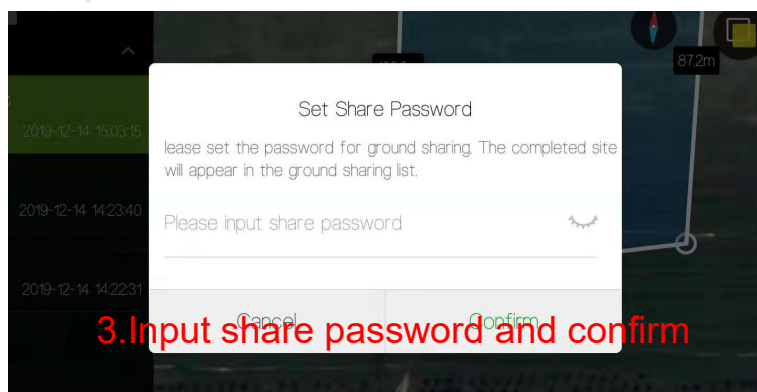 87.2m
Set Share Password
2019-12-14 15:03:15
lease set the password for ground sharing. The completed site
will appear in the ground sharing list.
2019-12-14 14:23:40
Please input share password
2019-12-14 14:22:31
Cancel
Confirm
3.Input share password and confirm